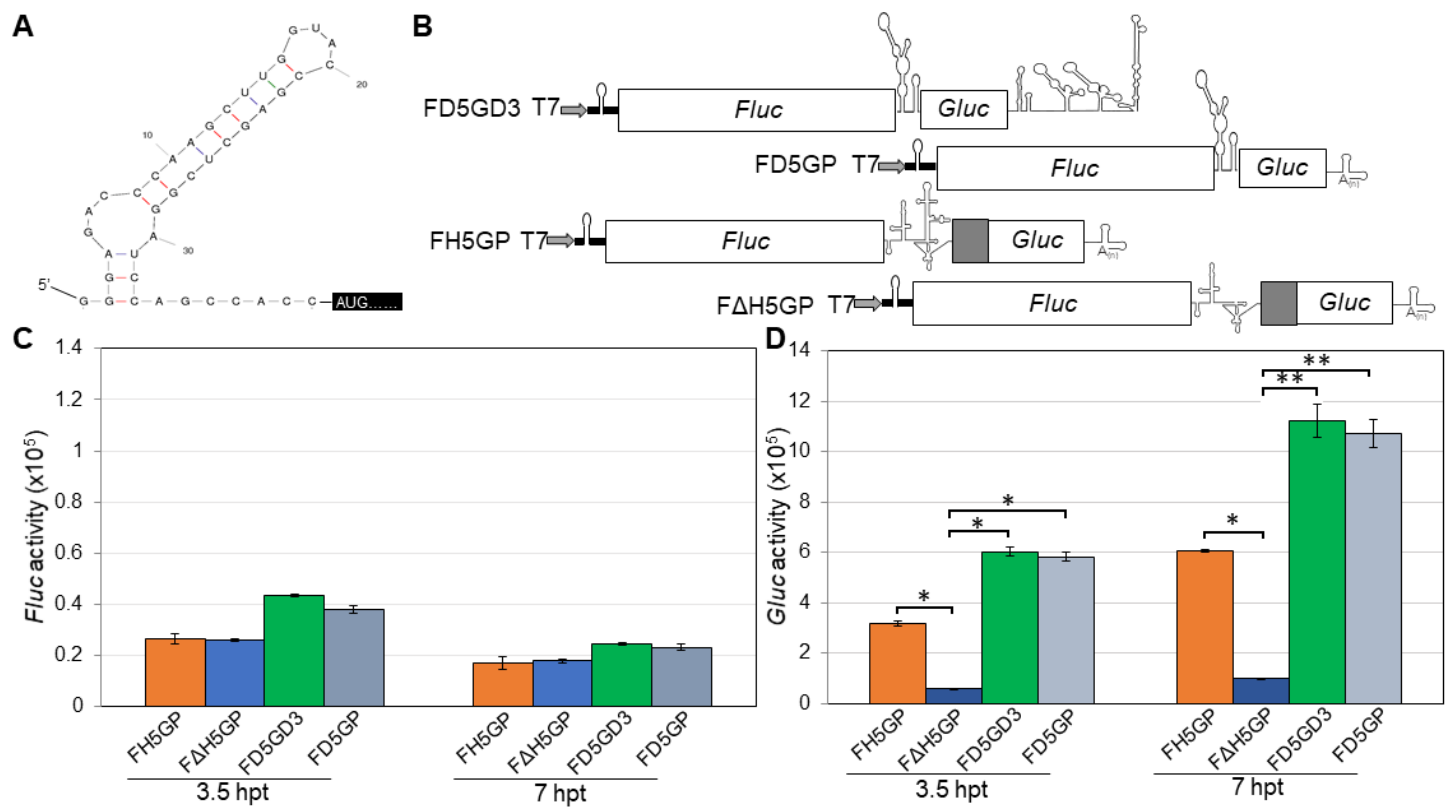 A
B
5'
G G G A G A C C C A A G C U U G G U A C C G A G C U C G G A U C C A G C C A C C AUG......
10
20
30
FD5GD3 T7 Fluc Gluc
FD5GP T7 Fluc Gluc A(n)
FH5GP T7 Fluc Gluc A(n)
FΔH5GP T7 Fluc Gluc A(n)
C
Fluc activity (x10⁵)
1.4
1.2
1
0.8
0.6
0.4
0.2
0
FH5GP FΔH5GP FD5GD3 FD5GP FH5GP FΔH5GP FD5GD3 FD5GP
3.5 hpt 7 hpt
D
Gluc activity (x10⁵)
14
12
10
8
6
4
2
0
* * * * ** **
FH5GP FΔH5GP FD5GD3 FD5GP FH5GP FΔH5GP FD5GD3 FD5GP
3.5 hpt 7 hpt